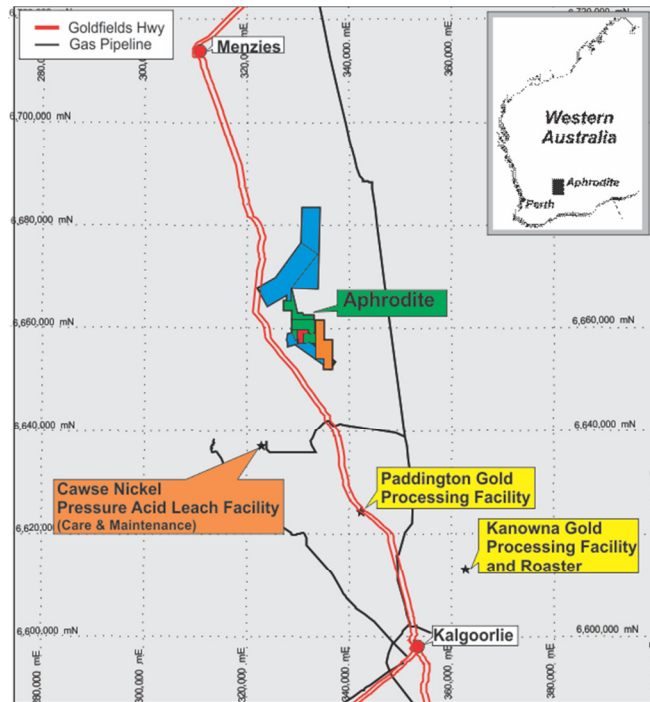 Goldfields Hwy
Gas Pipeline
280,000 mE
300,000 mE
320,000 mE
340,000 mE
360,000 mE
6,720,000 mN
Menzies
6,700,000 mN
Western
Australia
Aphrodite
Perth
6,680,000 mN
Aphrodite
6,660,000 mN
6,660,000 mN
6,640,000 mN
6,640,000 mN
Cawse Nickel
Pressure Acid Leach Facility
(Care & Maintenance)
Paddington Gold
Processing Facility
6,620,000 mN
6,620,000 mN
Kanowna Gold
Processing Facility
and Roaster
6,600,000 mN
6,600,000 mN
Kalgoorlie
280,000 mE
300,000 mE
320,000 mE
340,000 mE
360,000 mE
380,000 mE